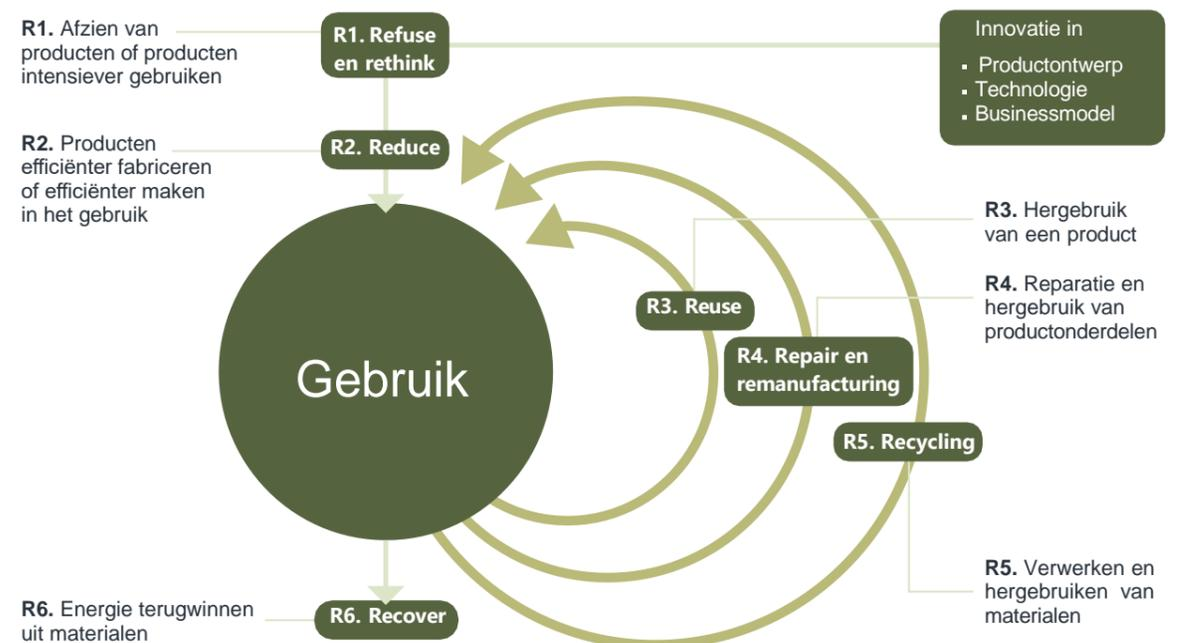 R1. Afzien van
producten of producten
intensiever gebruiken
R1. Refuse
en rethink
Innovatie in
▪ Productontwerp
▪ Technologie
▪ Businessmodel
R2. Producten
efficiënter fabriceren
of efficiënter maken
in het gebruik
R2. Reduce
R3. Hergebruik
van een product
R3. Reuse
R4. Reparatie en
hergebruik van
productonderdelen
R4. Repair en
remanufacturing
Gebruik
R5. Recycling
R5. Verwerken en
hergebruiken van
materialen
R6. Energie terugwinnen
uit materialen
R6. Recover